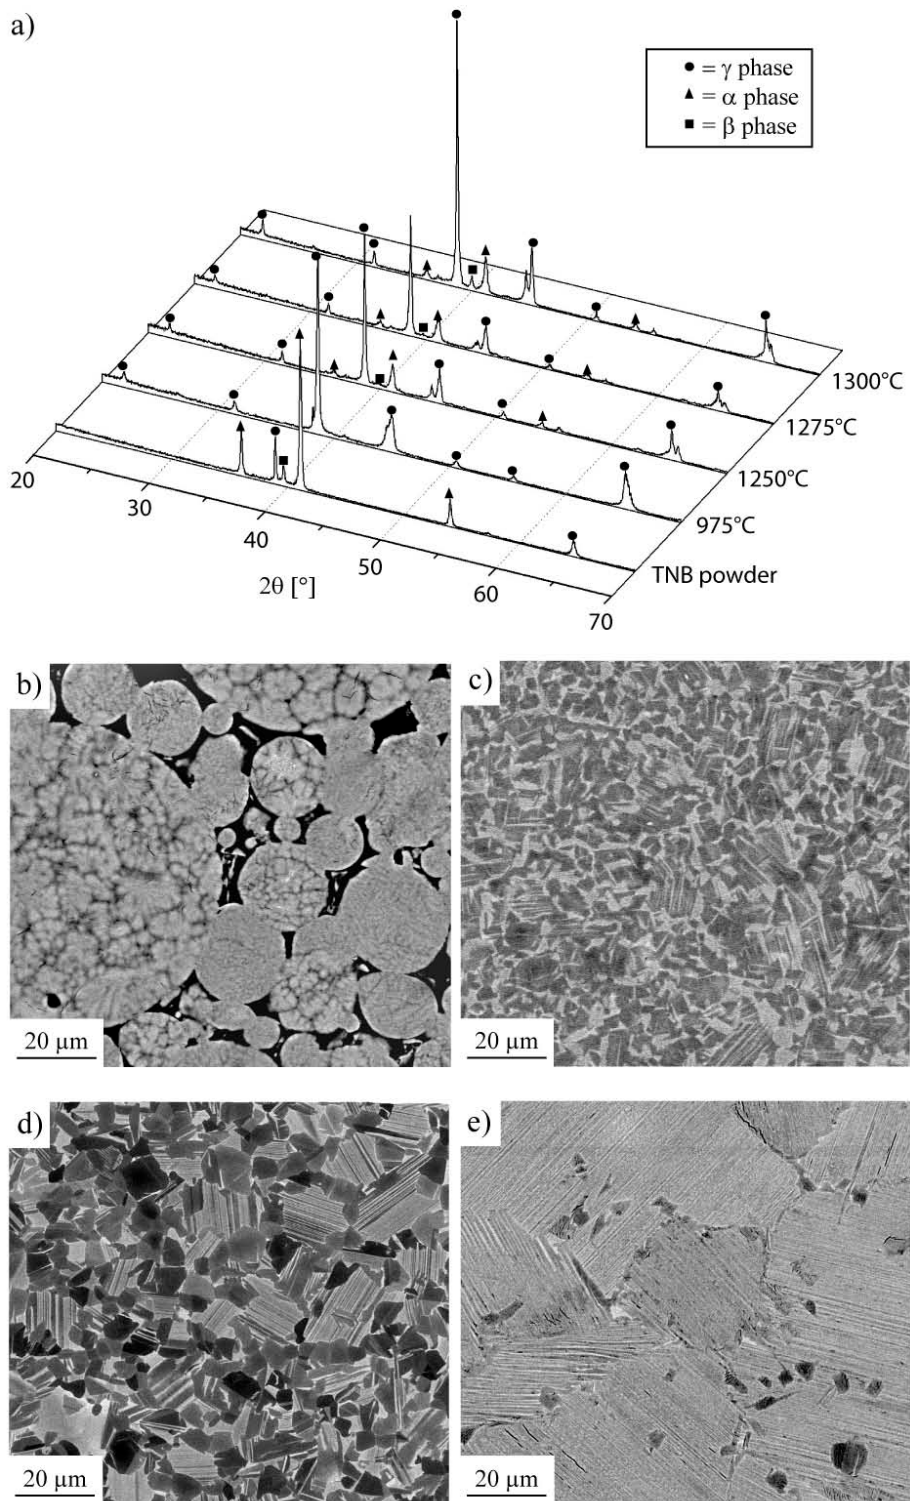 a)
● = γ phase
▲ = α phase
■ = β phase
1300°C
1275°C
1250°C
975°C
TNB powder
20
30
40
50
60
70
2θ [°]
b)
c)
20 µm
20 µm
d)
e)
20 µm
20 µm